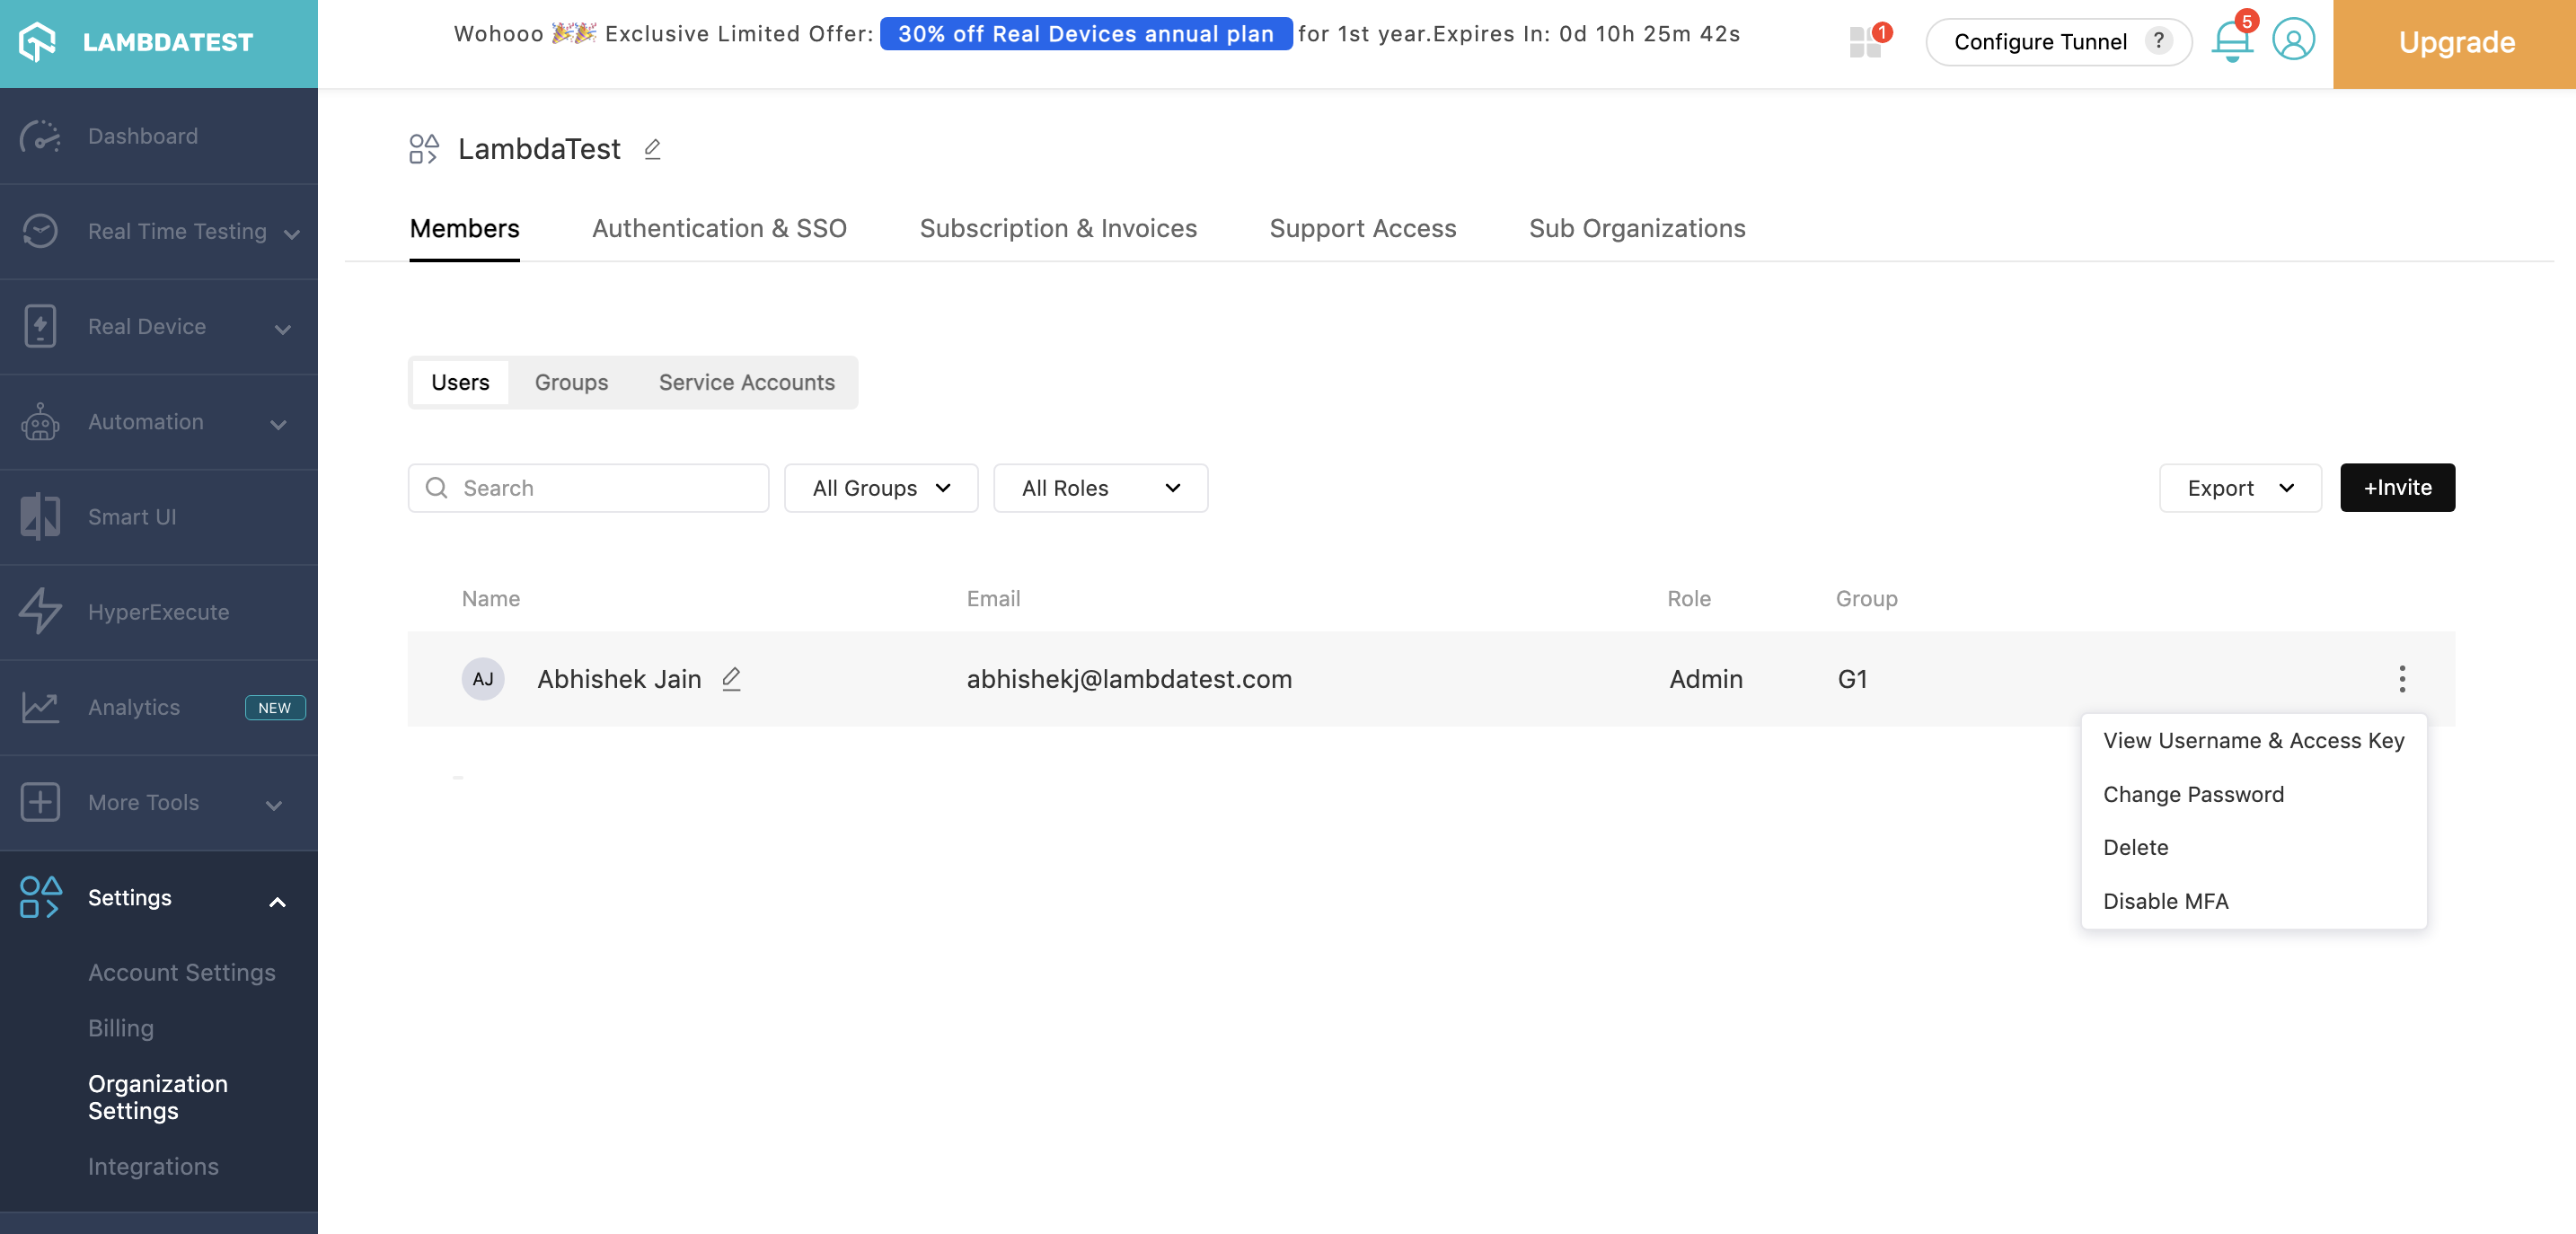 LAMBDATEST
Wohooo 🎉🎉 Exclusive Limited Offer: 30% off Real Devices annual plan for 1st year.Expires In: 0d 10h 25m 42s
1
Configure Tunnel ?
5
Upgrade
Dashboard
Real Time Testing
Real Device
Automation
Smart UI
HyperExecute
Analytics NEW
More Tools
Settings
Account Settings
Billing
Organization
Settings
Integrations
LambdaTest
Members Authentication & SSO Subscription & Invoices Support Access Sub Organizations
Users Groups Service Accounts
Search All Groups All Roles Export +Invite
Name Email Role Group
AJ Abhishek Jain abhishekj@lambdatest.com Admin G1
View Username & Access Key
Change Password
Delete
Disable MFA